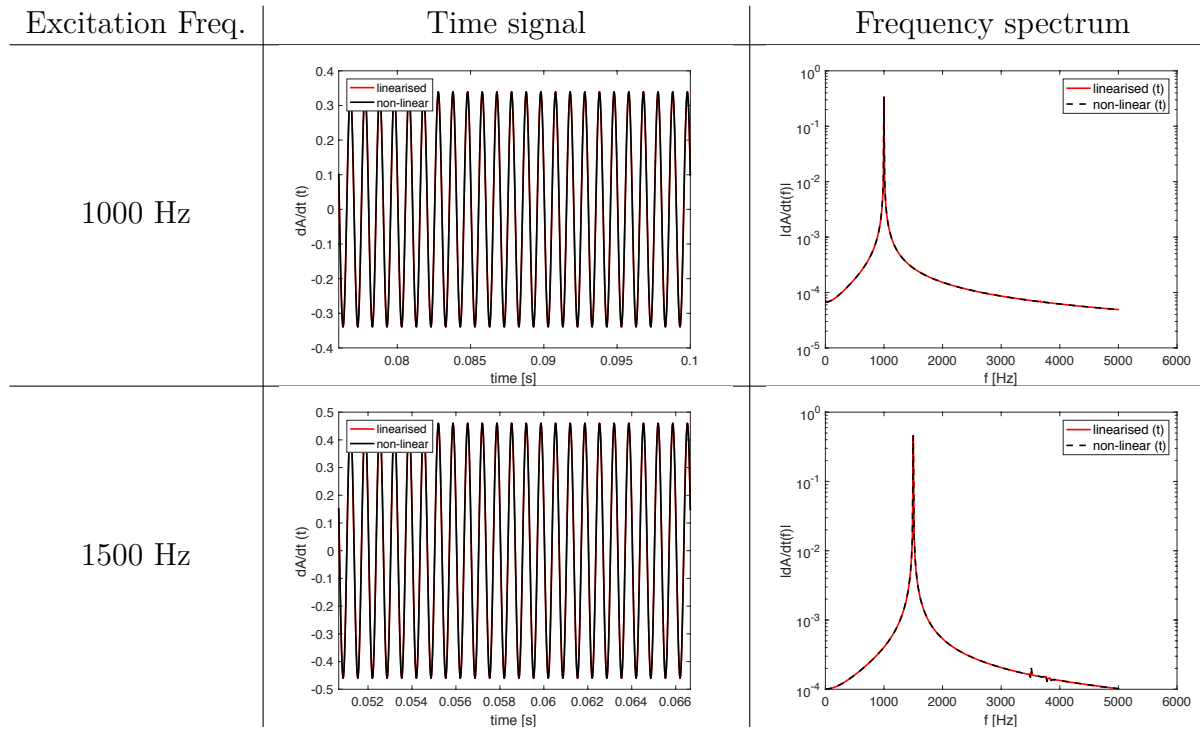 Excitation Freq. Time signal Frequency spectrum
1000 Hz
linearised
non-linear
dA/dt (t)
0.4
0.3
0.2
0.1
0
-0.1
-0.2
-0.3
-0.4
0.08 0.085 0.09 0.095 0.1
time [s]
linearised (t)
non-linear (t)
|dA/dt(f)|
10^0
10^-1
10^-2
10^-3
10^-4
10^-5
0 1000 2000 3000 4000 5000 6000
f [Hz]
1500 Hz
linearised
non-linear
dA/dt (t)
0.5
0.4
0.3
0.2
0.1
0
-0.1
-0.2
-0.3
-0.4
-0.5
0.052 0.054 0.056 0.058 0.06 0.062 0.064 0.066
time [s]
linearised (t)
non-linear (t)
|dA/dt(f)|
10^0
10^-1
10^-2
10^-3
10^-4
0 1000 2000 3000 4000 5000 6000
f [Hz]